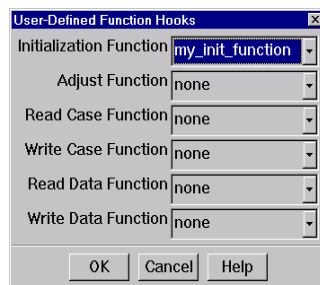 User-Defined Function Hooks
Initialization Function my_init_function
Adjust Function none
Read Case Function none
Write Case Function none
Read Data Function none
Write Data Function none
OK Cancel Help